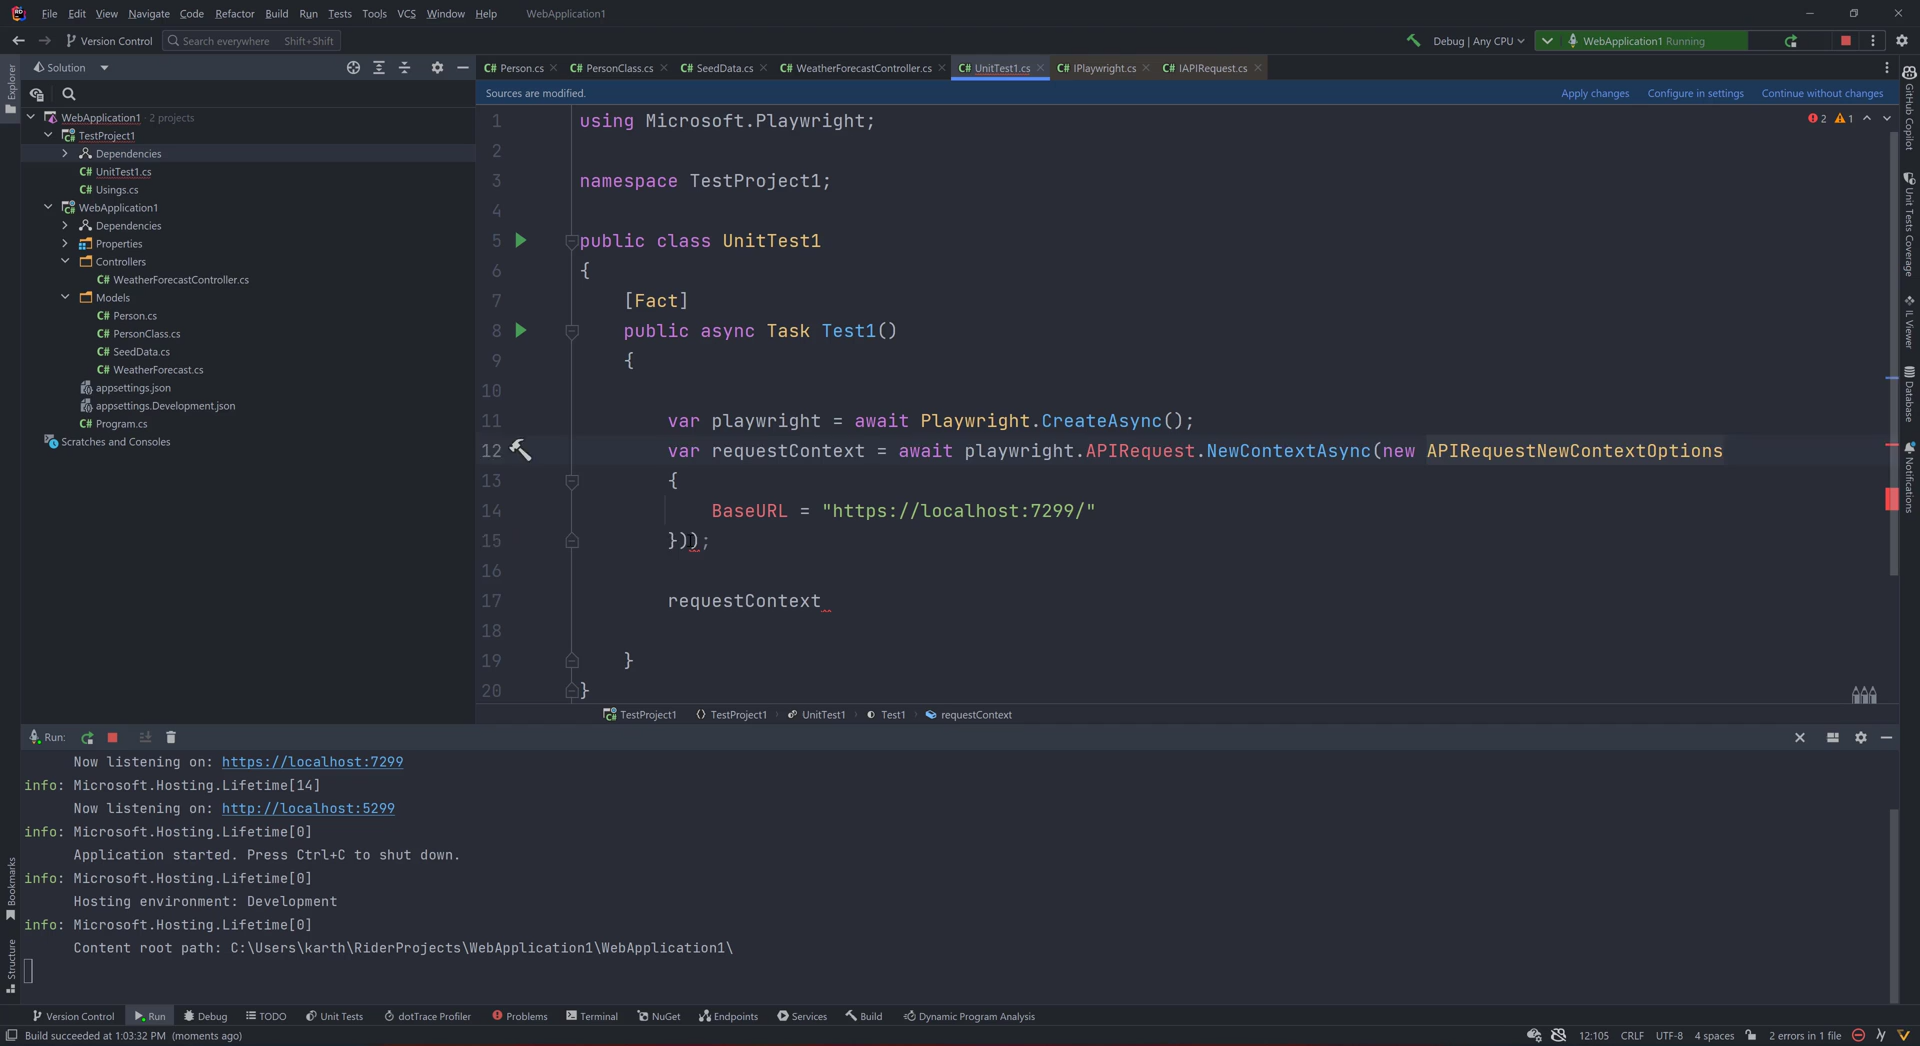 File Edit View Navigate Code Refactor Build Run Tests Tools VCS Window Help WebApplication1
Version Control Search everywhere Shift+Shift Debug | Any CPU WebApplication1 Running
Explorer
Solution
Person.cs PersonClass.cs SeedData.cs WeatherForecastController.cs UnitTest1.cs IPlaywright.cs IAPIRequest.cs
Sources are modified. Apply changes Configure in settings Continue without changes
WebApplication1 · 2 projects
TestProject1
Dependencies
C# UnitTest1.cs
C# Usings.cs
WebApplication1
Dependencies
Properties
Controllers
C# WeatherForecastController.cs
Models
C# Person.cs
C# PersonClass.cs
C# SeedData.cs
C# WeatherForecast.cs
appsettings.json
appsettings.Development.json
C# Program.cs
Scratches and Consoles
2 1
1 using Microsoft.Playwright;
2
3 namespace TestProject1;
4
5 public class UnitTest1
6 {
7 [Fact]
8 public async Task Test1()
9 {
10
11 var playwright = await Playwright.CreateAsync();
12 var requestContext = await playwright.APIRequest.NewContextAsync(new APIRequestNewContextOptions
13 {
14 BaseURL = "https://localhost:7299/"
15 }));
16
17 requestContext
18
19 }
20 }
TestProject1 TestProject1 UnitTest1 Test1 requestContext
GitHub Copilot
Unit Tests Coverage
IL Viewer
Database
Notifications
Run:
Now listening on: https://localhost:7299
info: Microsoft.Hosting.Lifetime[14]
Now listening on: http://localhost:5299
info: Microsoft.Hosting.Lifetime[0]
Application started. Press Ctrl+C to shut down.
info: Microsoft.Hosting.Lifetime[0]
Hosting environment: Development
info: Microsoft.Hosting.Lifetime[0]
Content root path: C:\Users\karth\RiderProjects\WebApplication1\WebApplication1\
Bookmarks
Structure
Version Control Run Debug TODO Unit Tests dotTrace Profiler Problems Terminal NuGet Endpoints Services Build Dynamic Program Analysis
Build succeeded at 1:03:32 PM (moments ago) 12:105 CRLF UTF-8 4 spaces 2 errors in 1 file